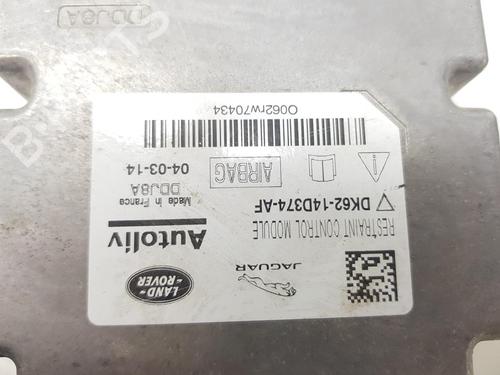 DDJ8A
O062rw70434
AIRBAG
04-03-14
DDJ8A
Made in France
DK62-14D374-AF
RESTRAINT CONTROL MODULE
Autoliv
LAND-
ROVER
JAGUAR